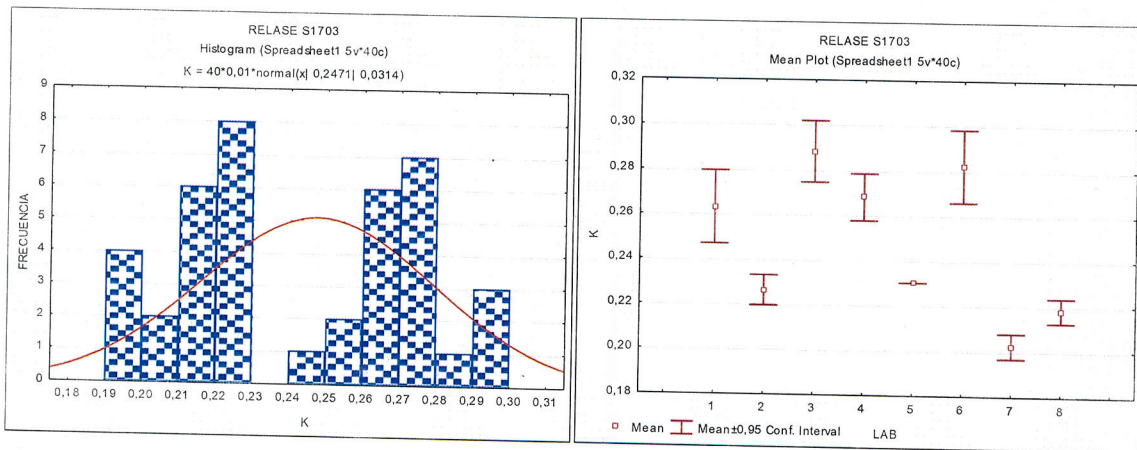 RELASE S1703
Histogram (Spreadsheet1 5v*40c)
K = 40*0,01*normal(x| 0,2471| 0,0314)
9
8
7
6
5
4
3
2
1
0
FRECUENCIA
0,18 0,19 0,20 0,21 0,22 0,23 0,24 0,25 0,26 0,27 0,28 0,29 0,30 0,31
K
RELASE S1703
Mean Plot (Spreadsheet1 5v*40c)
0,32
0,30
0,28
0,26
0,24
0,22
0,20
0,18
K
1 2 3 4 5 6 7 8
LAB
Mean Mean±0,95 Conf. Interval